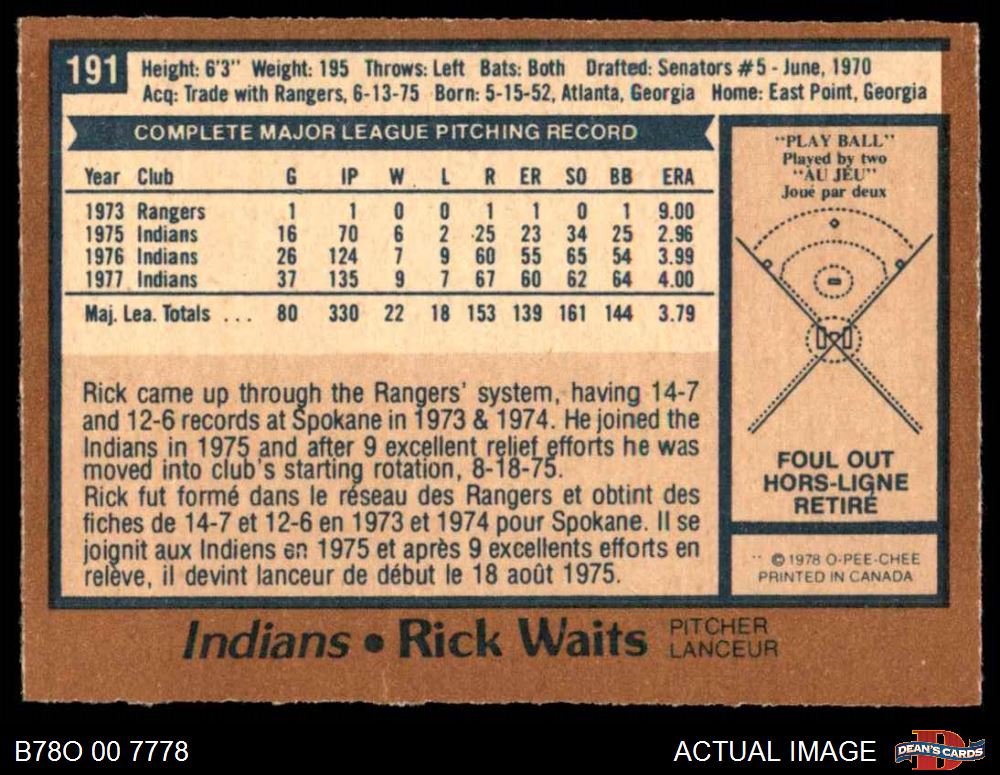 191
Height: 6'3" Weight: 195 Throws: Left Bats: Both Drafted: Senators #5 - June, 1970
Acq: Trade with Rangers, 6-13-75 Born: 5-15-52, Atlanta, Georgia Home: East Point, Georgia
COMPLETE MAJOR LEAGUE PITCHING RECORD
Year Club G IP W L R ER SO BB ERA
1973 Rangers 1 1 0 0 1 1 0 1 9.00
1975 Indians 16 70 6 2 25 23 34 25 2.96
1976 Indians 26 124 7 9 60 55 65 54 3.99
1977 Indians 37 135 9 7 67 60 62 64 4.00
Maj. Lea. Totals ... 80 330 22 18 153 139 161 144 3.79
Rick came up through the Rangers' system, having 14-7
and 12-6 records at Spokane in 1973 & 1974. He joined the
Indians in 1975 and after 9 excellent relief efforts he was
moved into club's starting rotation, 8-18-75.
Rick fut formé dans le réseau des Rangers et obtint des
fiches de 14-7 et 12-6 en 1973 et 1974 pour Spokane. Il se
joignit aux Indiens en 1975 et après 9 excellents efforts en
relève, il devint lanceur de début le 18 août 1975.
"PLAY BALL"
Played by two
"AU JEU"
Joué par deux
FOUL OUT
HORS-LIGNE
RETIRÉ
© 1978 O-PEE-CHEE
PRINTED IN CANADA
Indians • Rick Waits PITCHER
LANCEUR
B78O 00 7778
ACTUAL IMAGE
DEAN'S CARDS